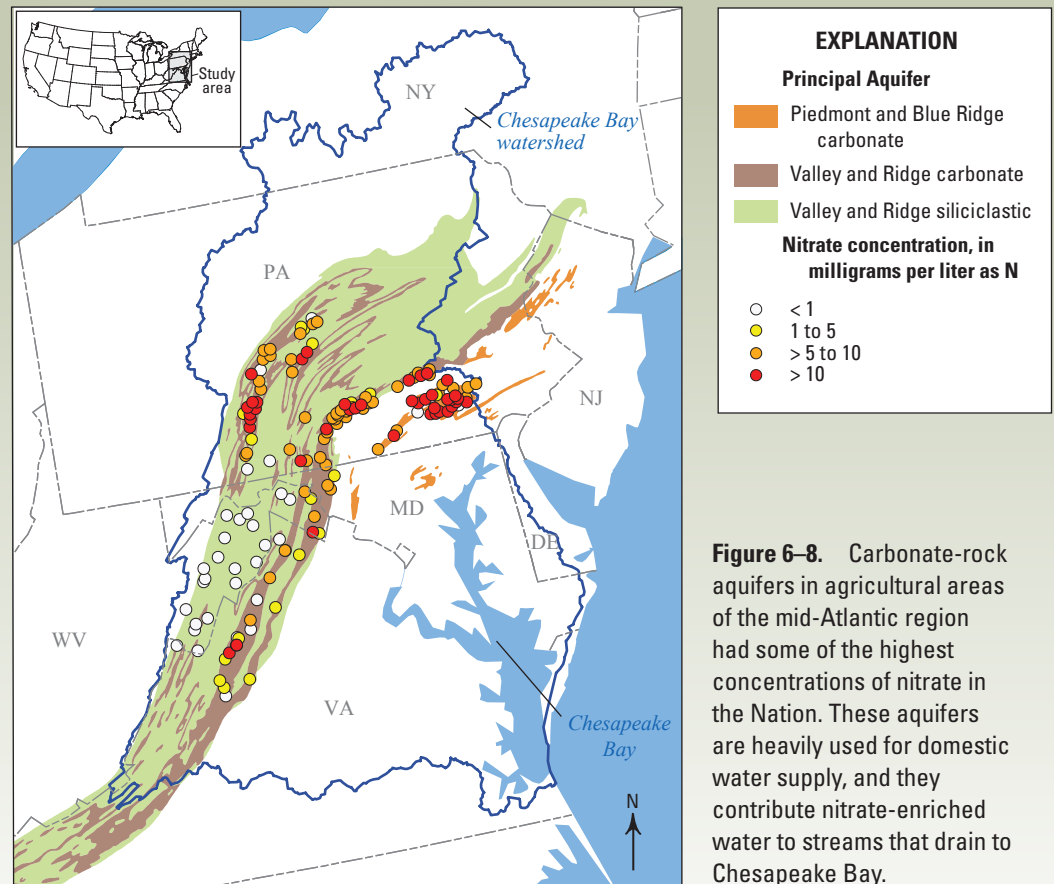 Study
area
NY
Chesapeake Bay
watershed
PA
NJ
MD
DE
WV
VA
Chesapeake
Bay
N
EXPLANATION
Principal Aquifer
Piedmont and Blue Ridge
carbonate
Valley and Ridge carbonate
Valley and Ridge siliciclastic
Nitrate concentration, in
milligrams per liter as N
< 1
1 to 5
> 5 to 10
> 10
Figure 6–8. Carbonate-rock
aquifers in agricultural areas
of the mid-Atlantic region
had some of the highest
concentrations of nitrate in
the Nation. These aquifers
are heavily used for domestic
water supply, and they
contribute nitrate-enriched
water to streams that drain to
Chesapeake Bay.